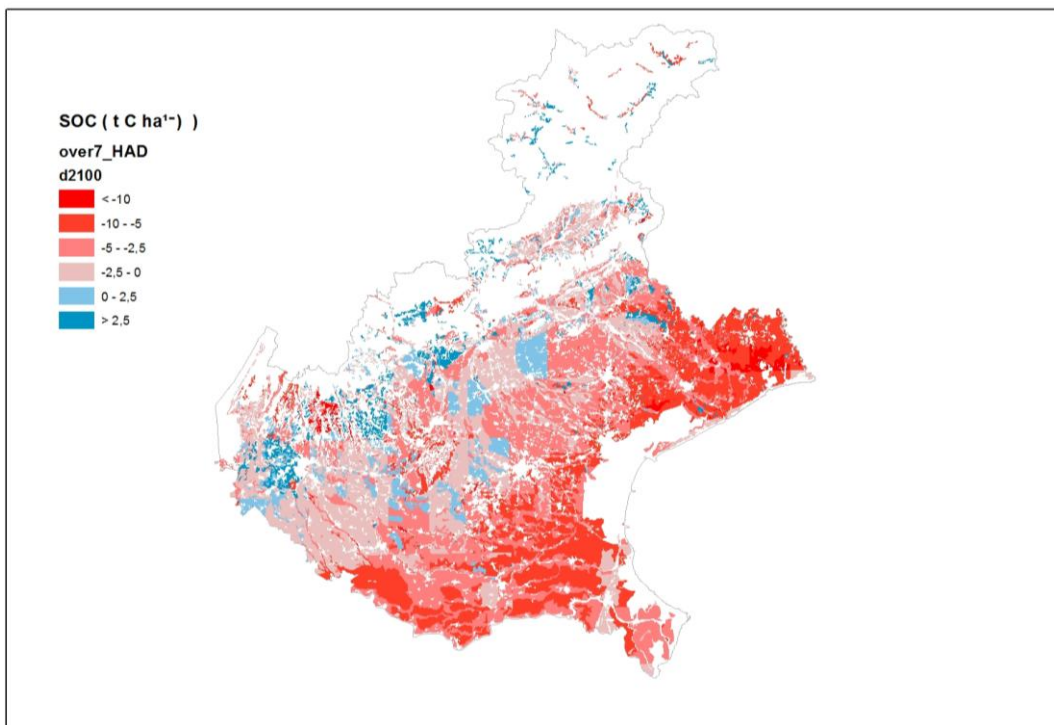 SOC ( t C ha¹⁻) )
over7_HAD
d2100
< -10
-10 - -5
-5 - -2,5
-2,5 - 0
0 - 2,5
> 2,5